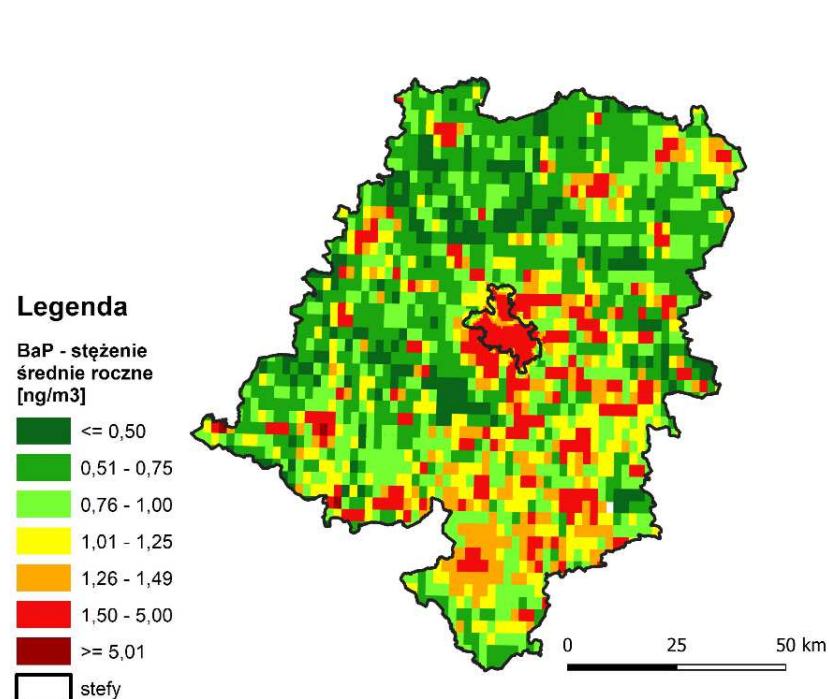 Legenda
BaP - stężenie
średnie roczne
[ng/m3]
<= 0,50
0,51 - 0,75
0,76 - 1,00
1,01 - 1,25
1,26 - 1,49
1,50 - 5,00
>= 5,01
stefy
0 25 50 km